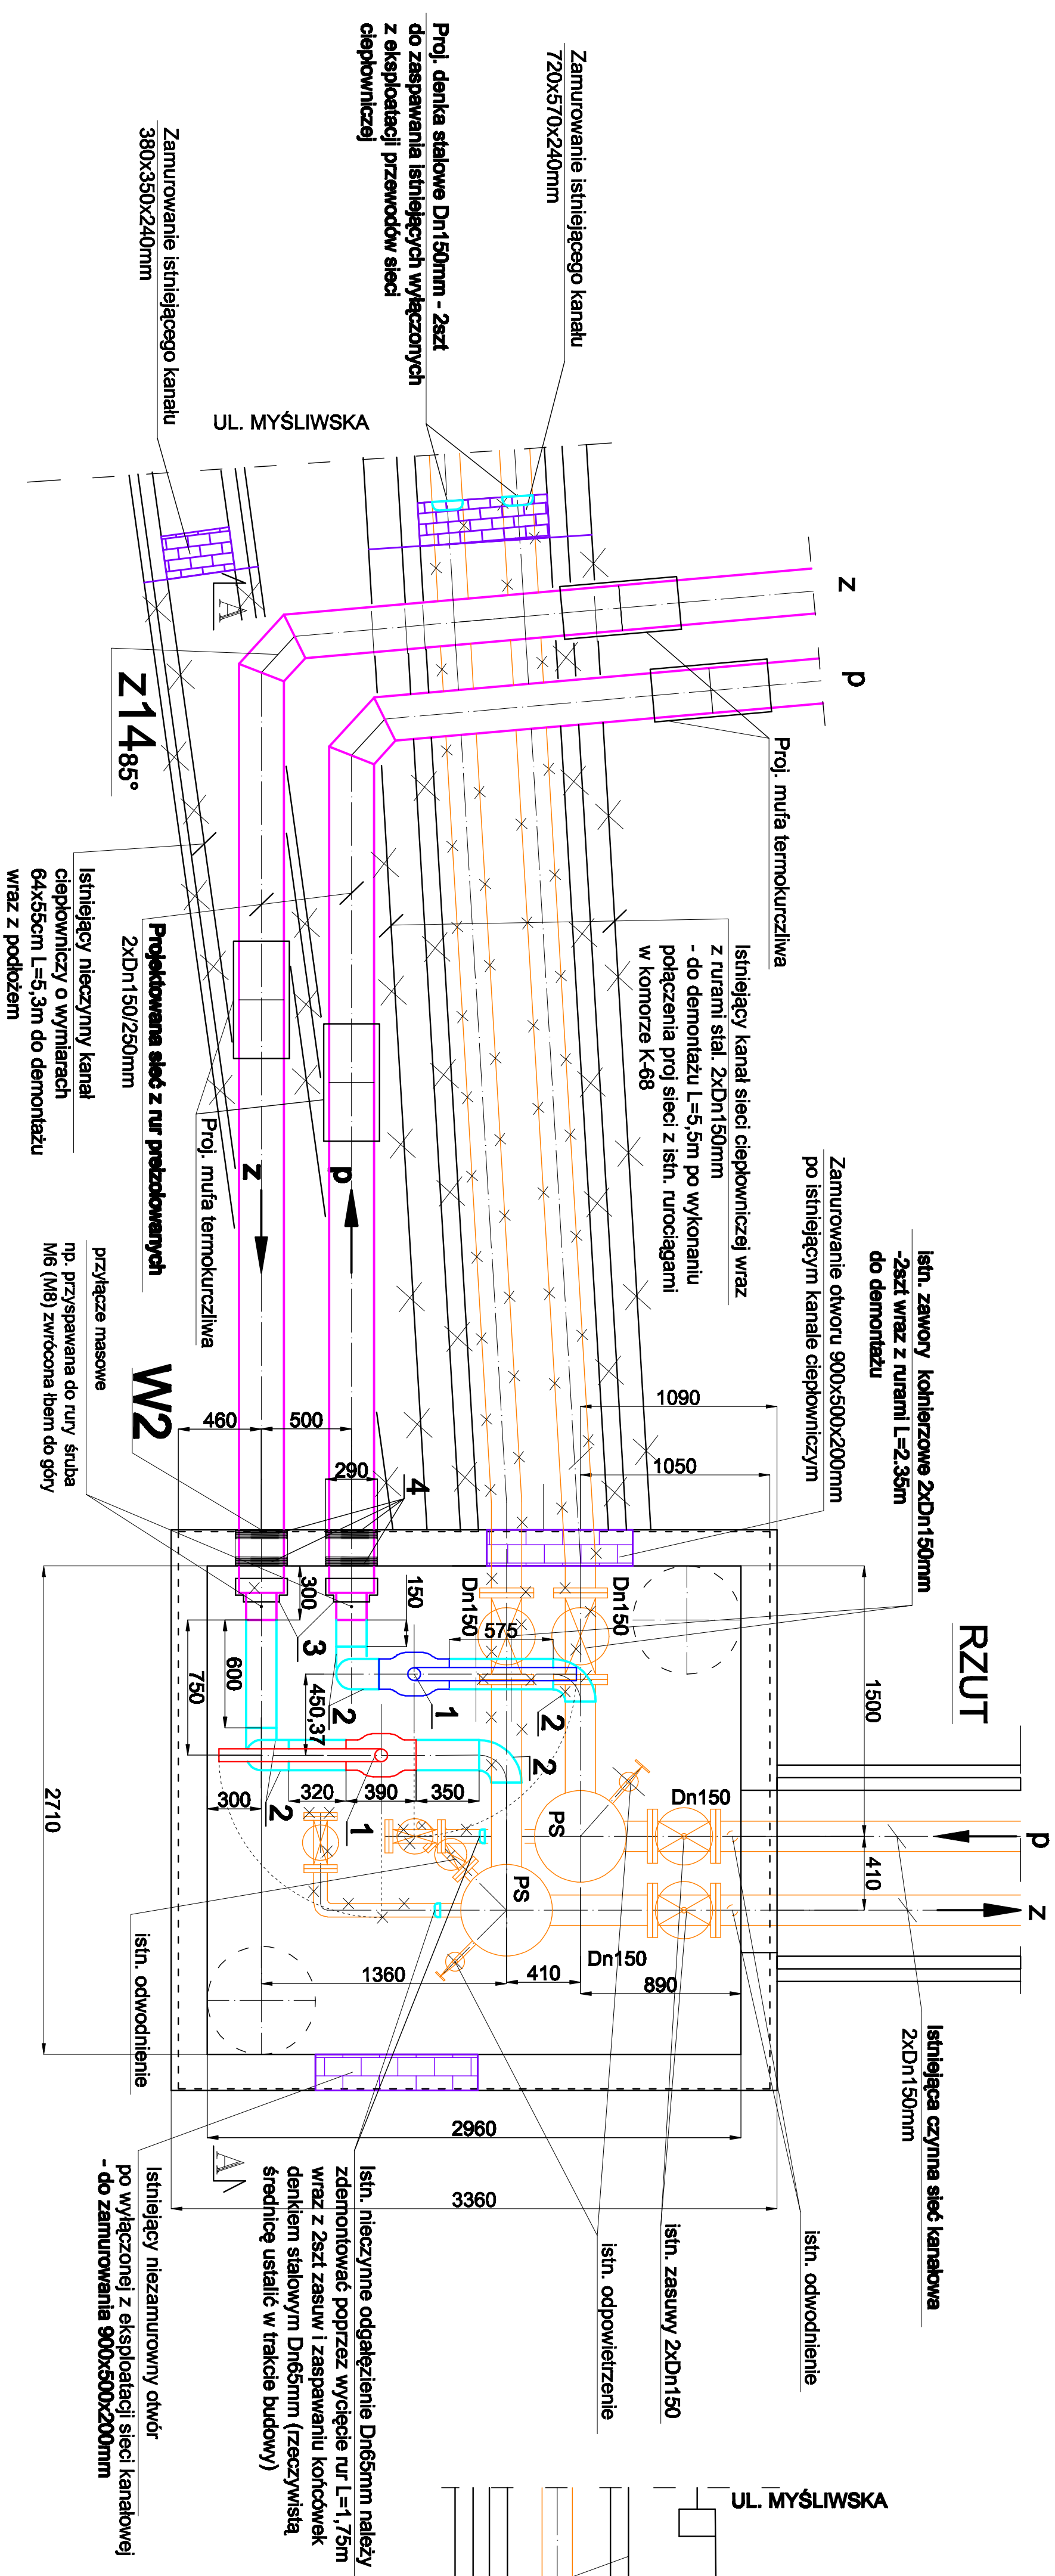 RZUT
Zamurowanie istniejącego kanału
720x570x240mm
Proj. denka stalowe Dn150mm - 2szt
do zaspawania istniejących wyłączonych
z eksploatacji przewodów sieci
ciepłowniczej
Zamurowanie istniejącego kanału
380x350x240mm
UL. MYŚLIWSKA
z
p
Proj. mufa termokurczliwa
Z14 85°
A
Istniejący nieczynny kanał
ciepłowniczy o wymiarach
64x55cm L=5,3m do demontażu
wraz z podłożem
Projektowana sieć z rur preizolowanych
2xDn150/250mm
Proj. mufa termokurczliwa
Istniejący kanał sieci ciepłowniczej wraz
z rurami stal. 2xDn150mm
- do demontażu L=5,5m po wykonaniu
połączenia proj sieci z istn. rurociągami
w komorze K-68
Zamurowanie otworu 900x500x200mm
po istniejącym kanale ciepłowniczym
istn. zawory kołnierzowe 2xDn150mm
-2szt wraz z rurami L=2.35m
do demontażu
z
p
przyłącze masowe
np. przyspawana do rury śruba
M6 (M8) zwrócona łbem do góry
W2
460
500
290
4
1090
1050
300
150
3
Dn150
Dn150
575
600
750
450,37
2
1
2
2
2
1
300
320
390
350
1500
410
2710
PS
PS
Dn150
Dn150
1360
410
890
2960
3360
p
z
Istniejąca czynna sieć kanałowa
2xDn150mm
istn. odwodnienie
istn. zasuwy 2xDn150
istn. odpowietrzenie
istn. odwodnienie
A
Istn. nieczynne odgałęzienie Dn65mm należy
zdemontować poprzez wycięcie rur L=1,75m
wraz z 2szt zasuw i zaspawaniu końcówek
denkiem stalowym Dn65mm (rzeczywistą
średnicę ustalić w trakcie budowy)
Istniejący niezamurowny otwór
po wyłączonej z eksploatacji sieci kanałowej
- do zamurowania 900x500x200mm
UL. MYŚLIWSKA